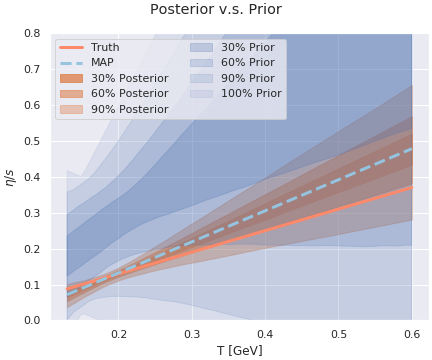 Posterior v.s. Prior
0.8
0.7
0.6
0.5
0.4
0.3
0.2
0.1
0.0
η/s
Truth
MAP
30% Posterior
60% Posterior
90% Posterior
30% Prior
60% Prior
90% Prior
100% Prior
0.2 0.3 0.4 0.5 0.6
T [GeV]